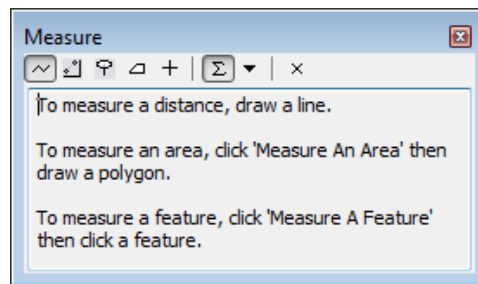 Measure
Σ
To measure a distance, draw a line.
To measure an area, click 'Measure An Area' then
draw a polygon.
To measure a feature, click 'Measure A Feature'
then click a feature.